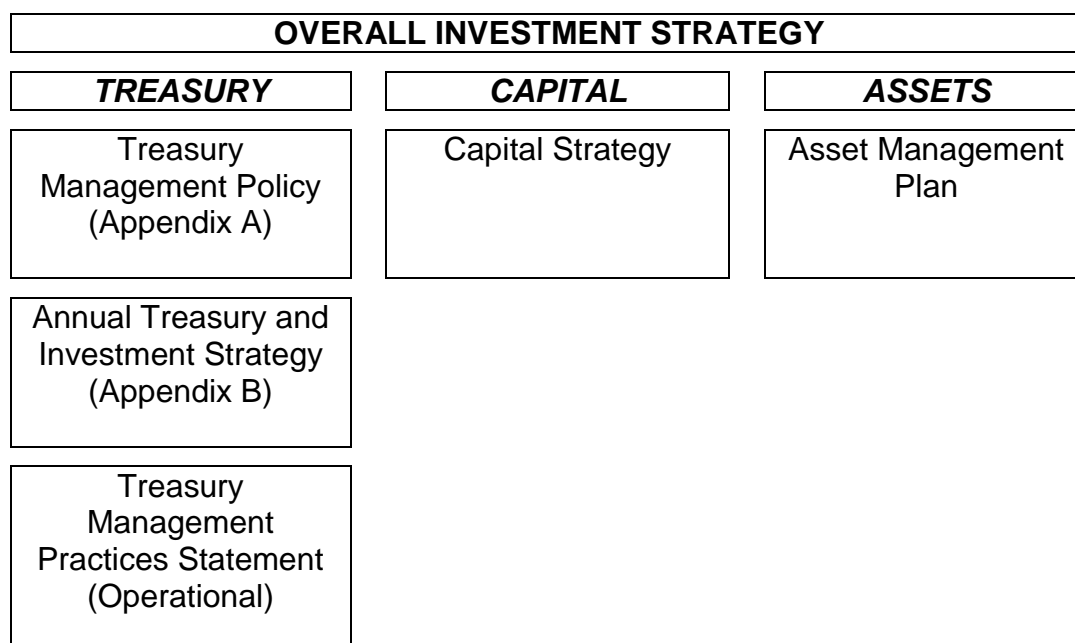 OVERALL INVESTMENT STRATEGY
TREASURY
CAPITAL
ASSETS
Treasury
Management Policy
(Appendix A)
Capital Strategy
Asset Management
Plan
Annual Treasury and
Investment Strategy
(Appendix B)
Treasury
Management
Practices Statement
(Operational)